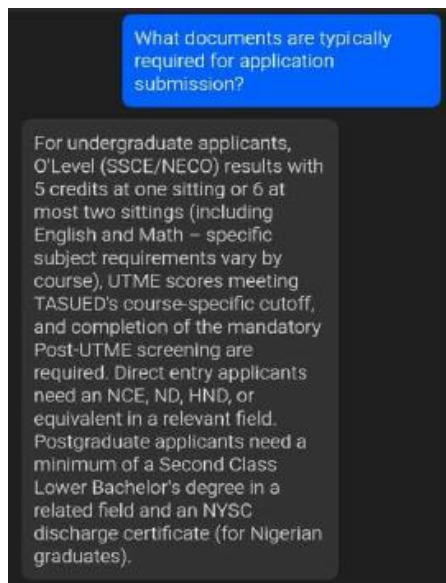 What documents are typically
required for application
submission?
For undergraduate applicants,
O'Level (SSCE/NECO) results with
5 credits at one sitting or 6 at
most two sittings (including
English and Math – specific
subject requirements vary by
course), UTME scores meeting
TASUED's course-specific cutoff,
and completion of the mandatory
Post-UTME screening are
required. Direct entry applicants
need an NCE, ND, HND, or
equivalent in a relevant field.
Postgraduate applicants need a
minimum of a Second Class
Lower Bachelor's degree in a
related field and an NYSC
discharge certificate (for Nigerian
graduates).